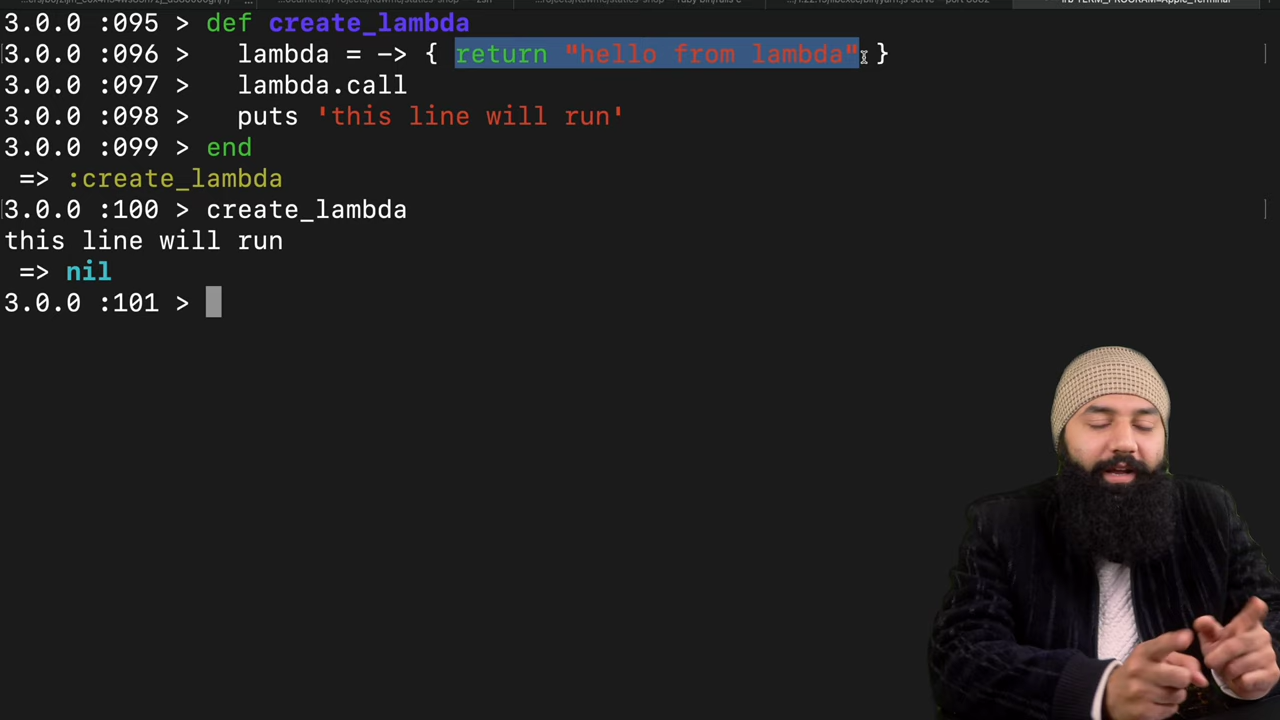 3.0.0 :095 > def create_lambda
3.0.0 :096 >   lambda = -> { return "hello from lambda" }
3.0.0 :097 >   lambda.call
3.0.0 :098 >   puts 'this line will run'
3.0.0 :099 > end
 => :create_lambda
3.0.0 :100 > create_lambda
this line will run
 => nil
3.0.0 :101 >